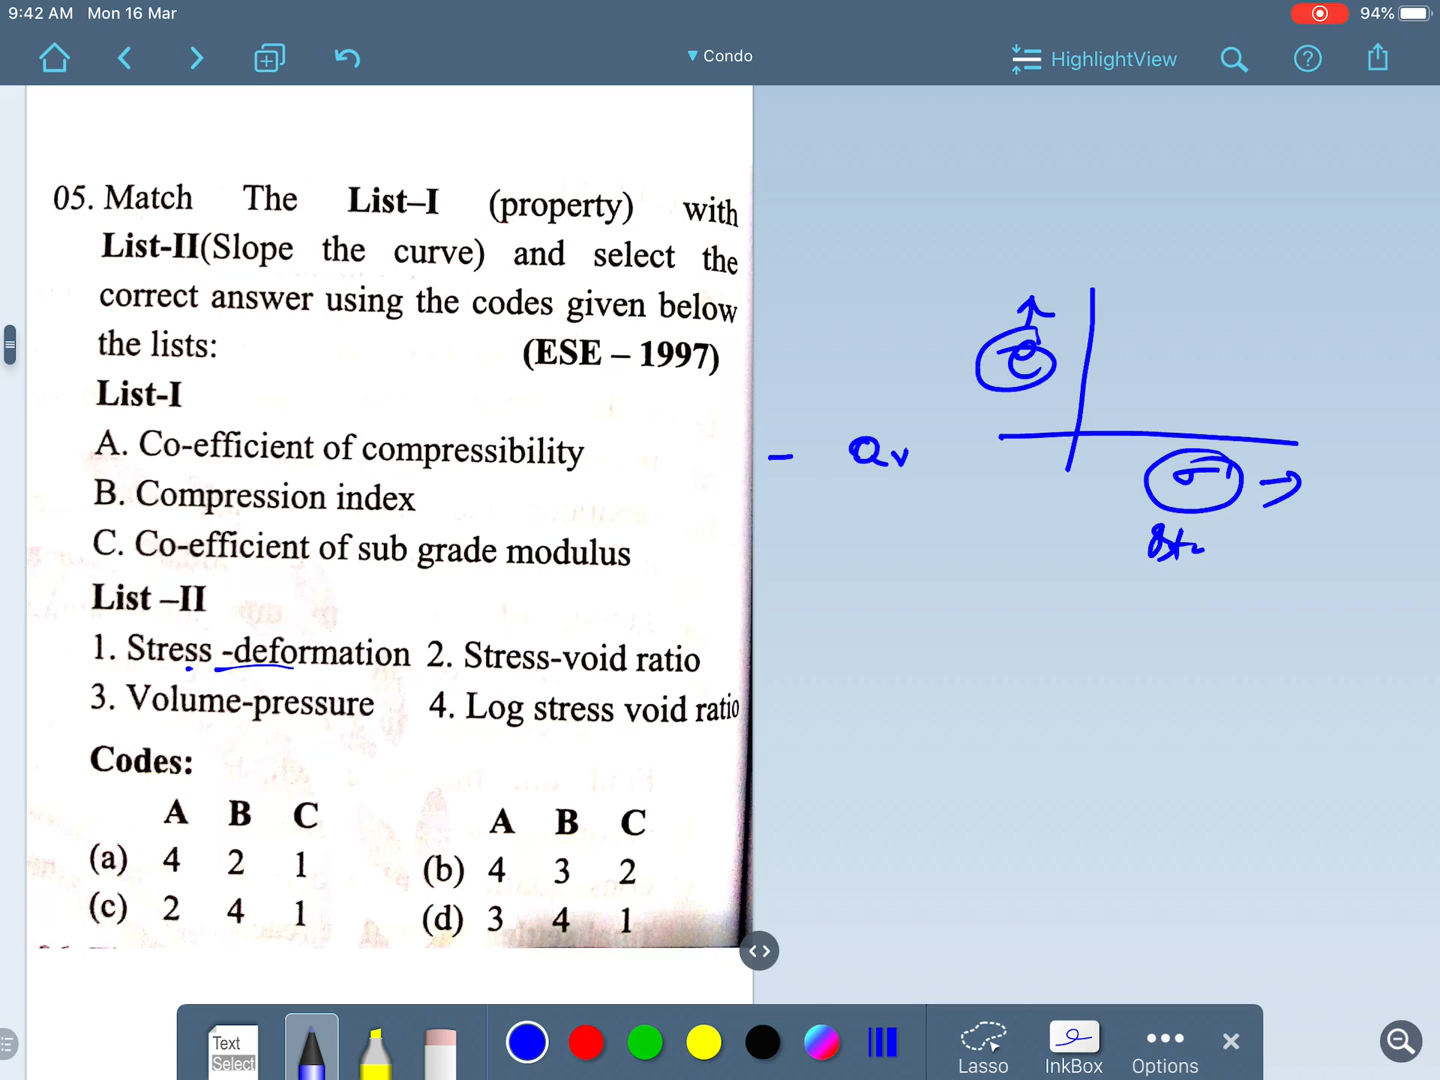 9:42 AM Mon 16 Mar
94%
▼ Condo
HighlightView
05. Match The List–I (property) with
List-II(Slope the curve) and select the
correct answer using the codes given below
the lists: (ESE – 1997)
List-I
A. Co-efficient of compressibility
B. Compression index
C. Co-efficient of sub grade modulus
List –II
1. Stress -deformation 2. Stress-void ratio
3. Volume-pressure 4. Log stress void ratio
Codes:
A B C A B C
(a) 4 2 1 (b) 4 3 2
(c) 2 4 1 (d) 3 4 1
- av
e
σ'
Text
Select
Lasso
InkBox
Options